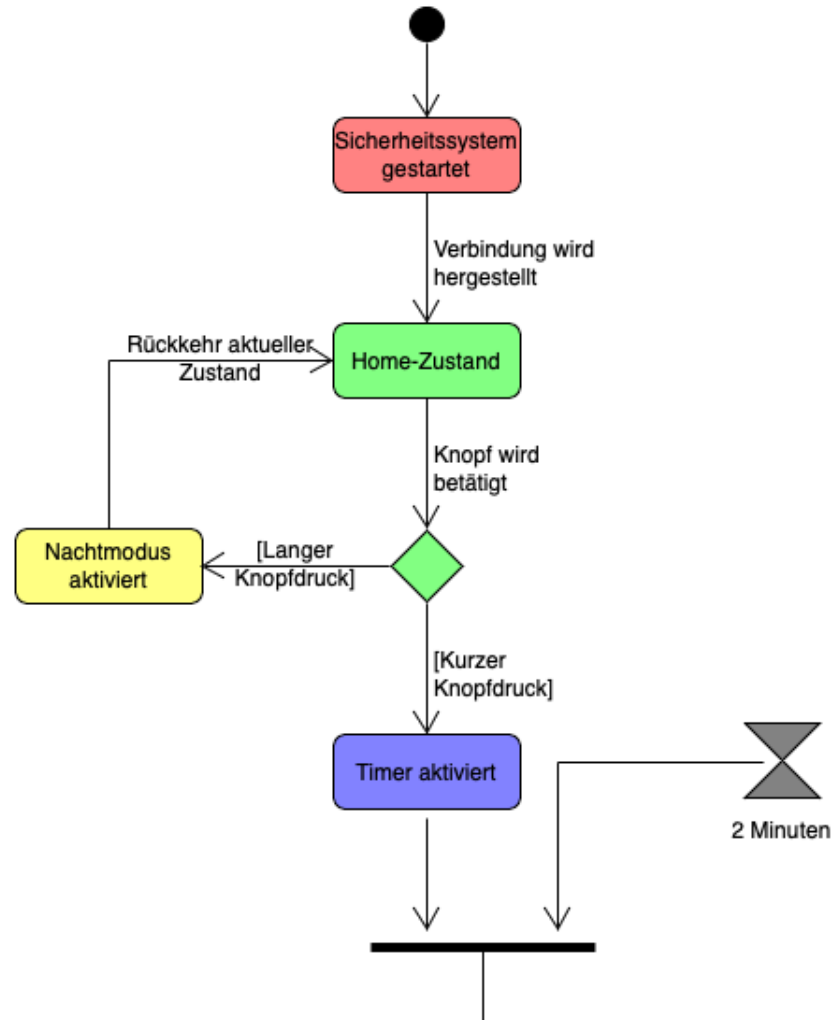 Sicherheitssystem
gestartet
Verbindung wird
hergestellt
Rückkehr aktueller
Zustand
Home-Zustand
Knopf wird
betätigt
Nachtmodus
aktiviert
[Langer
Knopfdruck]
[Kurzer
Knopfdruck]
Timer aktiviert
2 Minuten